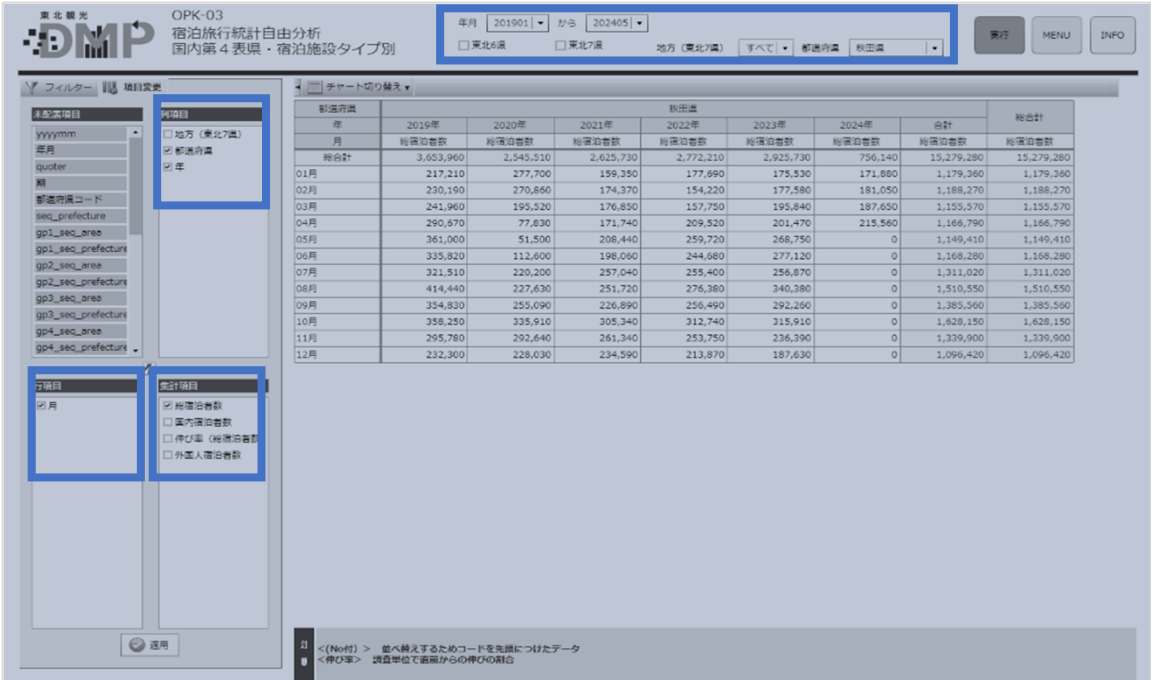 東北観光
DMP
OPK-03
宿泊旅行統計自由分析
国内第４表県・宿泊施設タイプ別
年月 201901 から 202405
東北6県 東北7県 地方（東北7県） すべて 都道府県 秋田県
実行 MENU INFO
フィルター 項目変更
未配置項目
yyyymm
年月
quoter
期
都道府県コード
seq_prefecture
gp1_seq_area
gp1_seq_prefecture
gp2_seq_area
gp2_seq_prefecture
gp3_seq_area
gp3_seq_prefecture
gp4_seq_area
gp4_seq_prefecture
列項目
地方（東北7県）
都道府県
年
行項目
月
集計項目
総宿泊者数
国内宿泊者数
伸び率（総宿泊者数
外国人宿泊者数
適用
チャート切り替え
都道府県 秋田県 総合計
年 2019年 2020年 2021年 2022年 2023年 2024年 合計
月 総宿泊者数 総宿泊者数 総宿泊者数 総宿泊者数 総宿泊者数 総宿泊者数 総宿泊者数 総宿泊者数
総合計 3,653,960 2,545,510 2,625,730 2,772,210 2,925,730 756,140 15,279,280 15,279,280
01月 217,210 277,700 159,350 177,690 175,530 171,880 1,179,360 1,179,360
02月 230,190 270,860 174,370 154,220 177,580 181,050 1,188,270 1,188,270
03月 241,960 195,520 176,850 157,750 195,840 187,650 1,155,570 1,155,570
04月 290,670 77,830 171,740 209,520 201,470 215,560 1,166,790 1,166,790
05月 361,000 51,500 208,440 259,720 268,750 0 1,149,410 1,149,410
06月 335,820 112,600 198,060 244,680 277,120 0 1,168,280 1,168,280
07月 321,510 220,200 257,040 255,400 256,870 0 1,311,020 1,311,020
08月 414,440 227,630 251,720 276,380 340,380 0 1,510,550 1,510,550
09月 354,830 255,090 226,890 256,490 292,260 0 1,385,560 1,385,560
10月 358,250 335,910 305,340 312,740 315,910 0 1,628,150 1,628,150
11月 295,780 292,640 261,340 253,750 236,390 0 1,339,900 1,339,900
12月 232,300 228,030 234,590 213,870 187,630 0 1,096,420 1,096,420
<(No付) > 並べ替えするためコードを先頭につけたデータ
<伸び率> 調査単位で直前からの伸びの割合